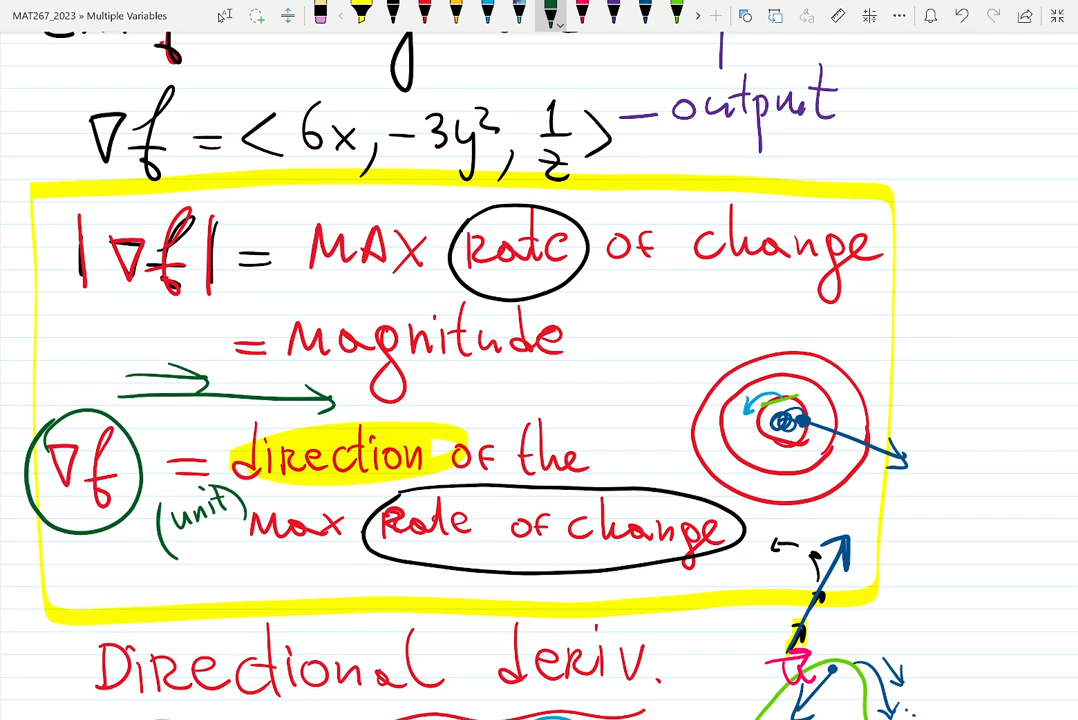 MAT267_2023 » Multiple Variables
∇f = < 6x, -3y², 1/z > — output
|∇f| = MAX Rate of change
= Magnitude
∇f = direction of the
(unit) Max Rate of change
Directional deriv.